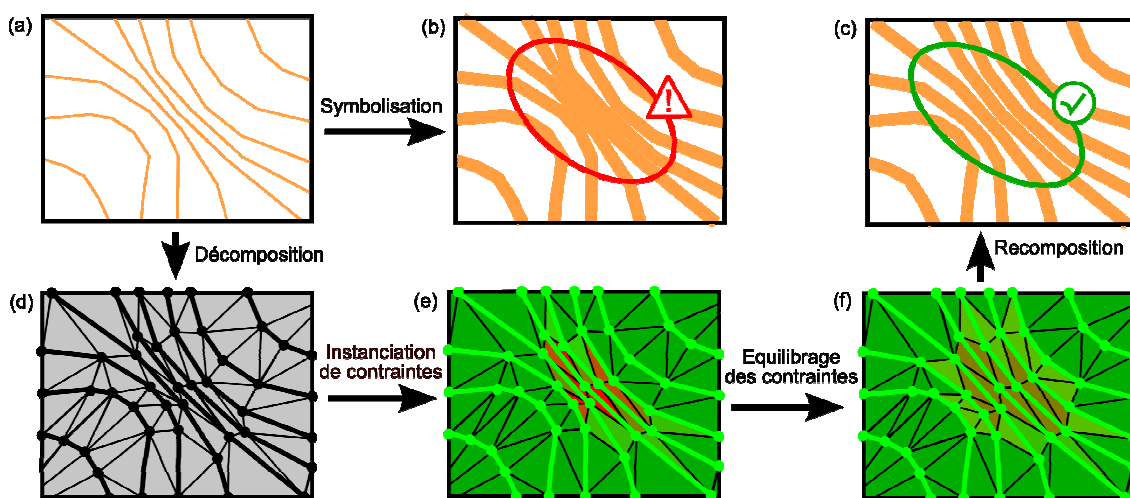 (a)
(b)
(c)
Symbolisation
!
Décomposition
Recomposition
(d)
(e)
(f)
Instanciation
de contraintes
Equilibrage
des contraintes